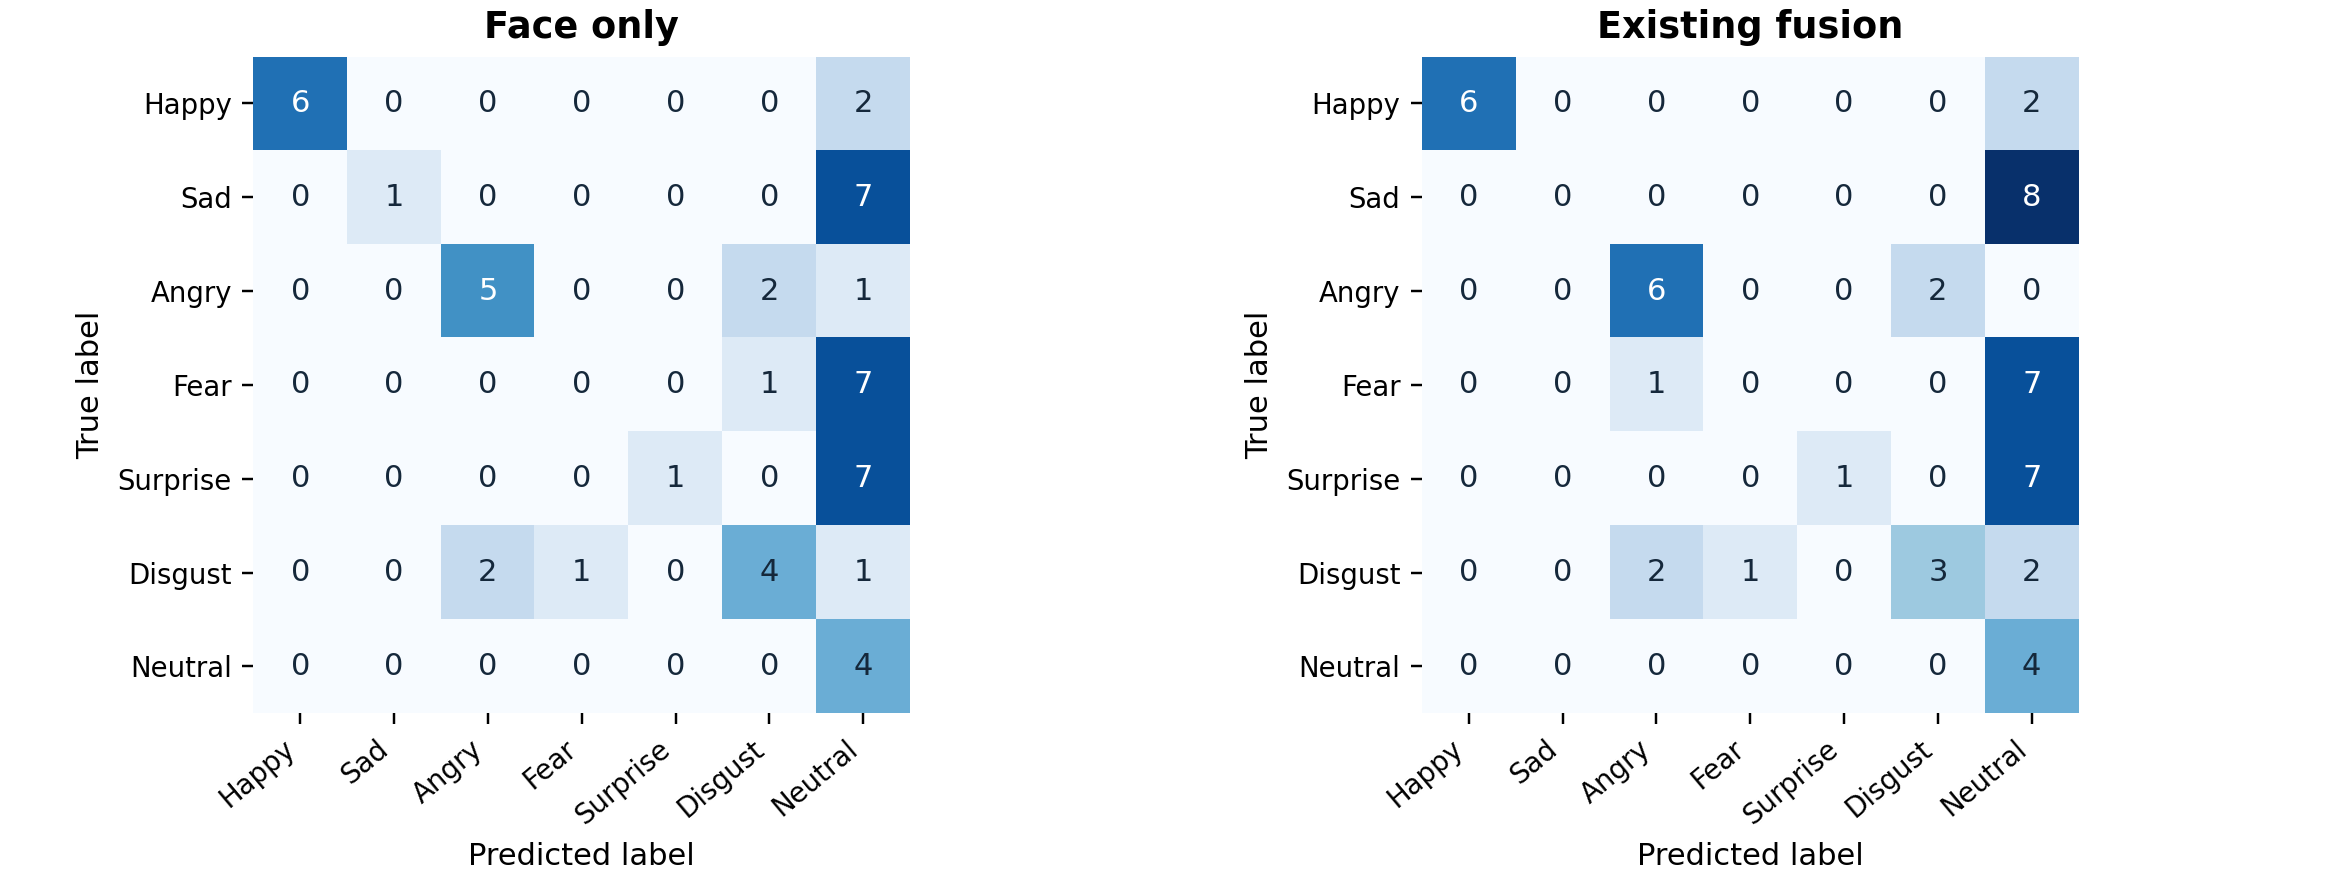 Face only
Happy 6 0 0 0 0 0 2
Sad 0 1 0 0 0 0 7
Angry 0 0 5 0 0 2 1
Fear 0 0 0 0 0 1 7
Surprise 0 0 0 0 1 0 7
Disgust 0 0 2 1 0 4 1
Neutral 0 0 0 0 0 0 4
True label
Happy Sad Angry Fear Surprise Disgust Neutral
Predicted label
Existing fusion
Happy 6 0 0 0 0 0 2
Sad 0 0 0 0 0 0 8
Angry 0 0 6 0 0 2 0
Fear 0 0 1 0 0 0 7
Surprise 0 0 0 0 1 0 7
Disgust 0 0 2 1 0 3 2
Neutral 0 0 0 0 0 0 4
True label
Happy Sad Angry Fear Surprise Disgust Neutral
Predicted label